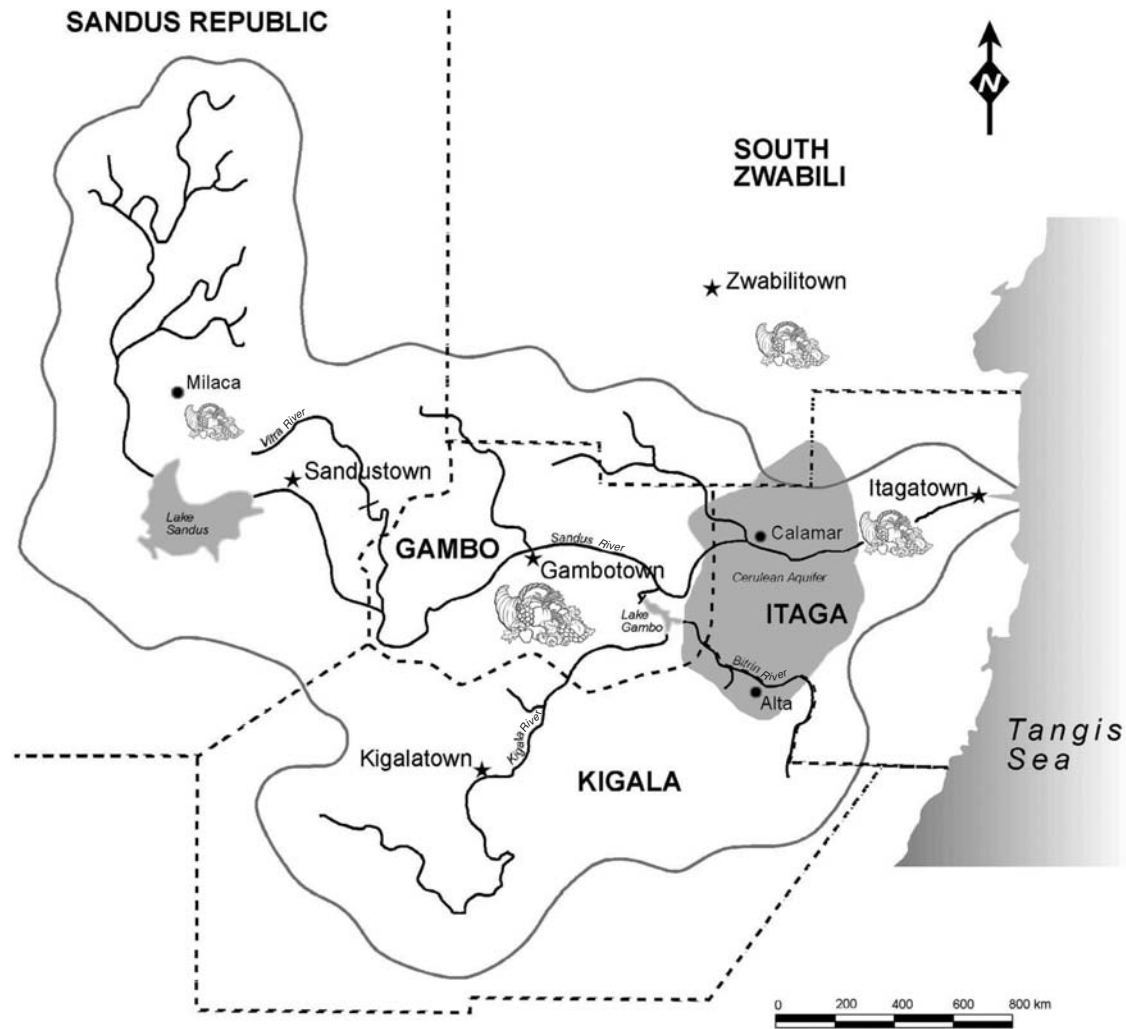 SANDUS REPUBLIC
N
SOUTH
ZWABILI
Zwabilitown
Milaca
Vitra River
Sandustown
Itagatown
Lake
Sandus
GAMBO
Sandus River
Calamar
Gambotown
Cerulean Aquifer
Lake
Gambo
ITAGA
Bitrin River
Alta
Kigala River
Kigalatown
KIGALA
Tangis
Sea
0 200 400 600 800 km